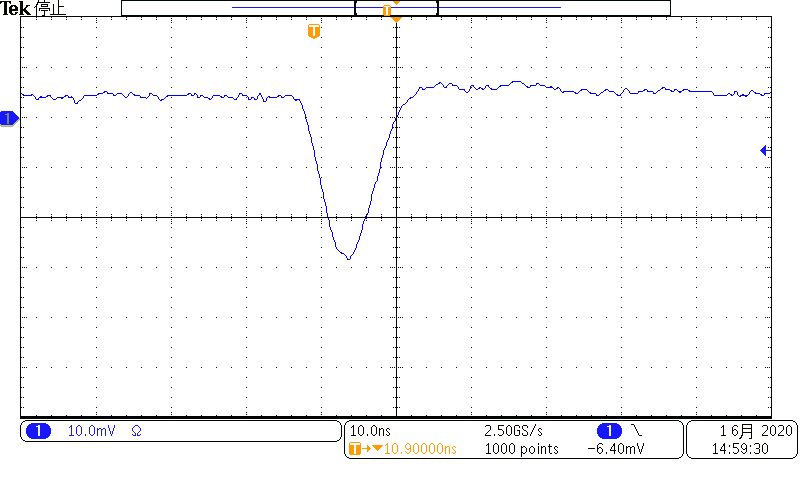 Tek 停止
T
T
1
1 10.0mV Ω
10.0ns 2.50GS/s 1
T→▼10.90000ns 1000 points -6.40mV
1 6月 2020
14:59:30